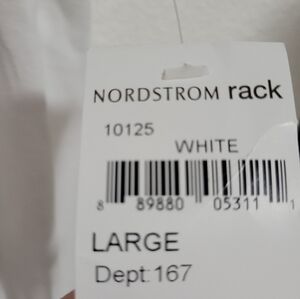 NORDSTROM rack
10125
WHITE
8 89880 05311 1
LARGE
Dept:167